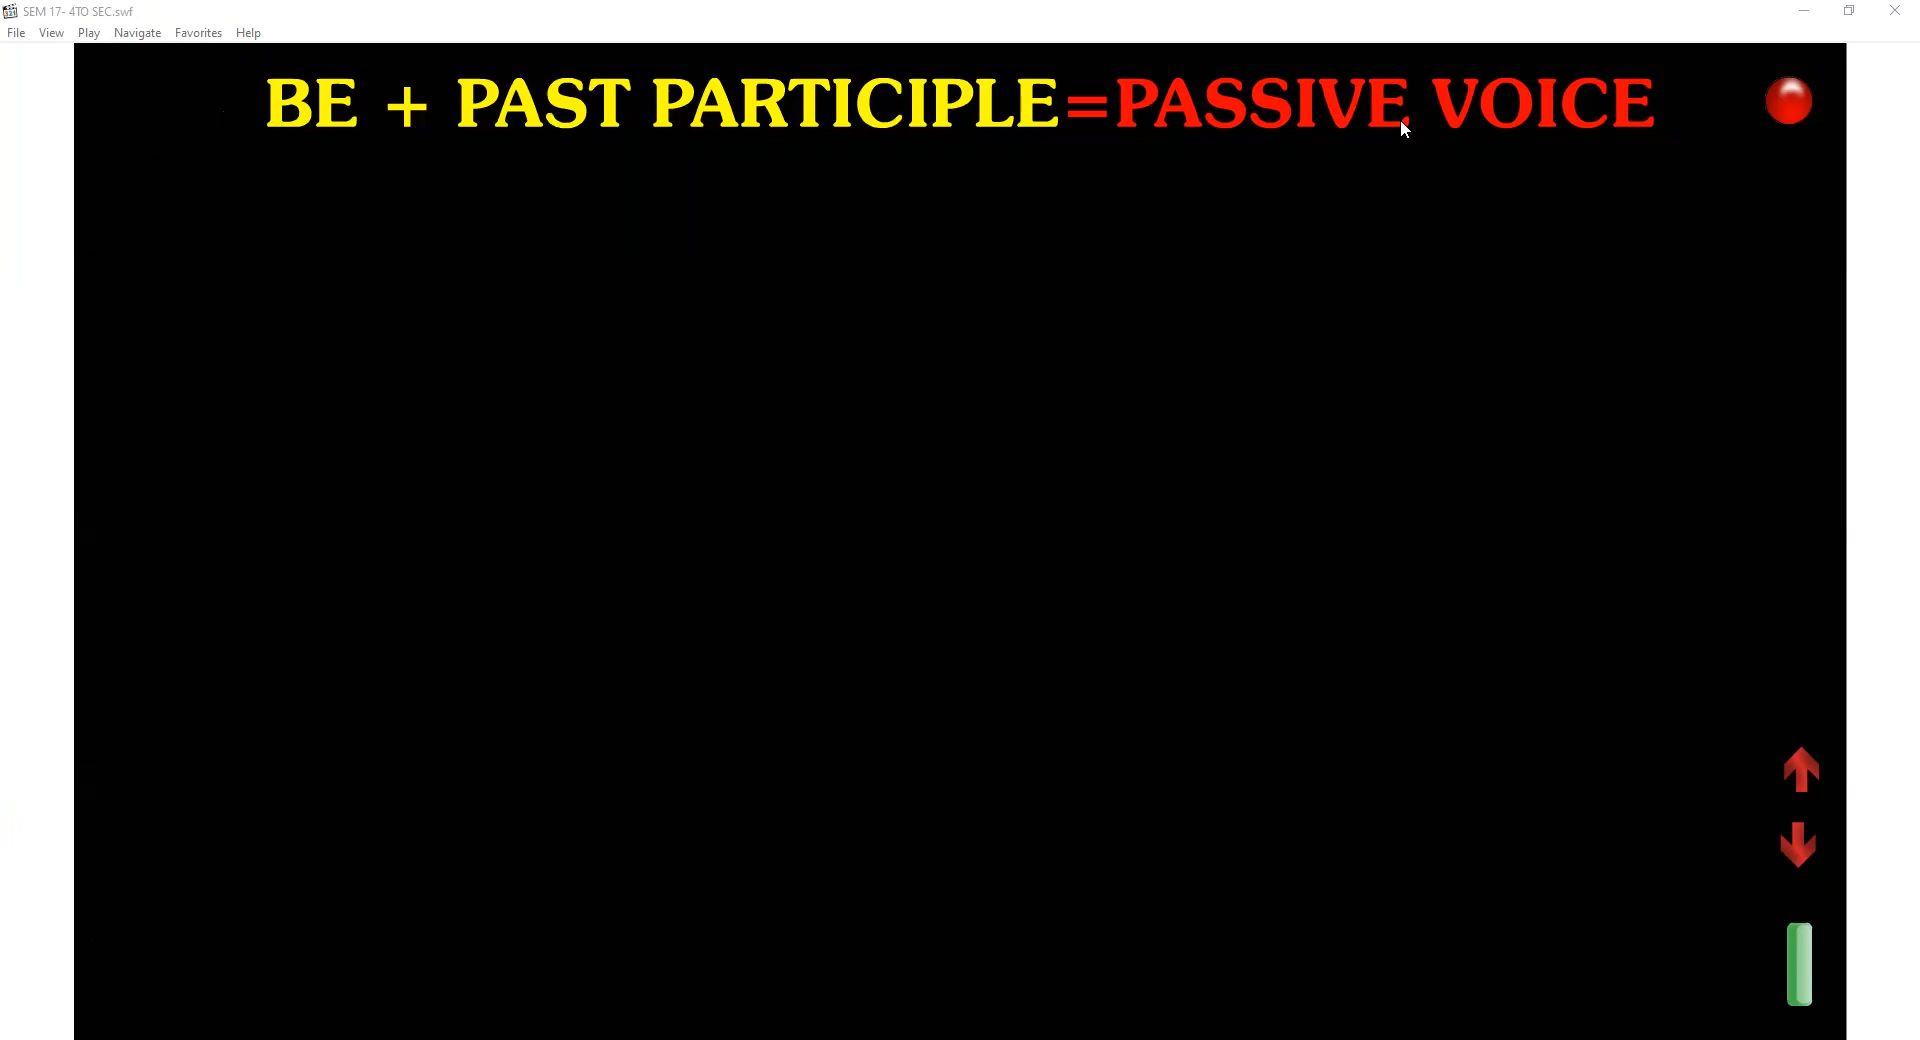 SEM 17- 4TO SEC.swf
File View Play Navigate Favorites Help
BE + PAST PARTICIPLE=PASSIVE VOICE